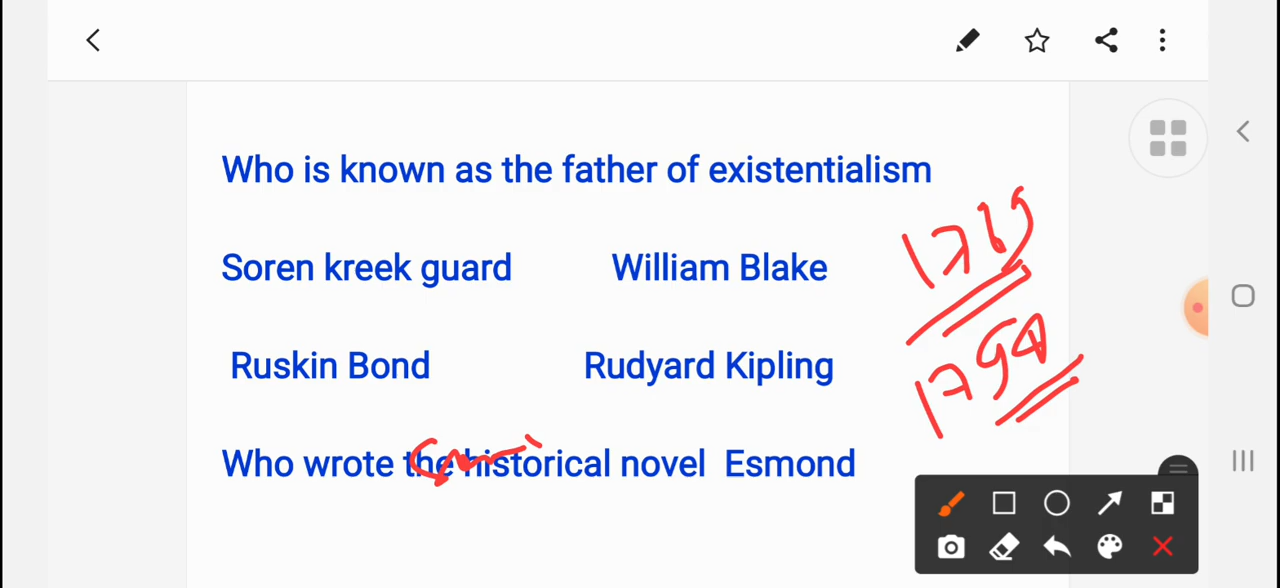 Who is known as the father of existentialism
Soren kreek guard William Blake
Ruskin Bond Rudyard Kipling
Who wrote the historical novel Esmond
1794